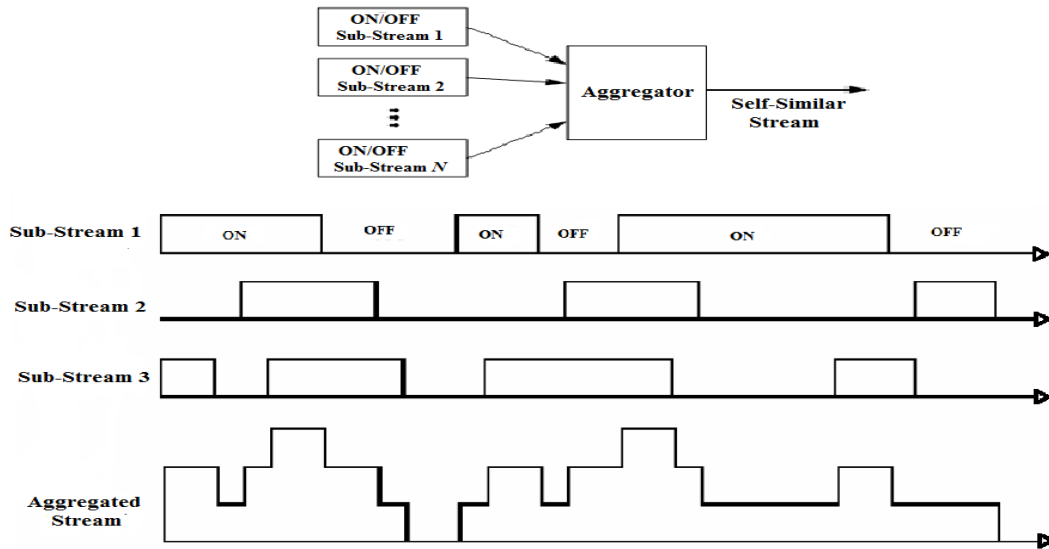 ON/OFF
Sub-Stream 1
ON/OFF
Sub-Stream 2
ON/OFF
Sub-Stream N
Aggregator
Self-Similar
Stream
Sub-Stream 1
ON
OFF
ON
OFF
ON
OFF
Sub-Stream 2
Sub-Stream 3
Aggregated
Stream